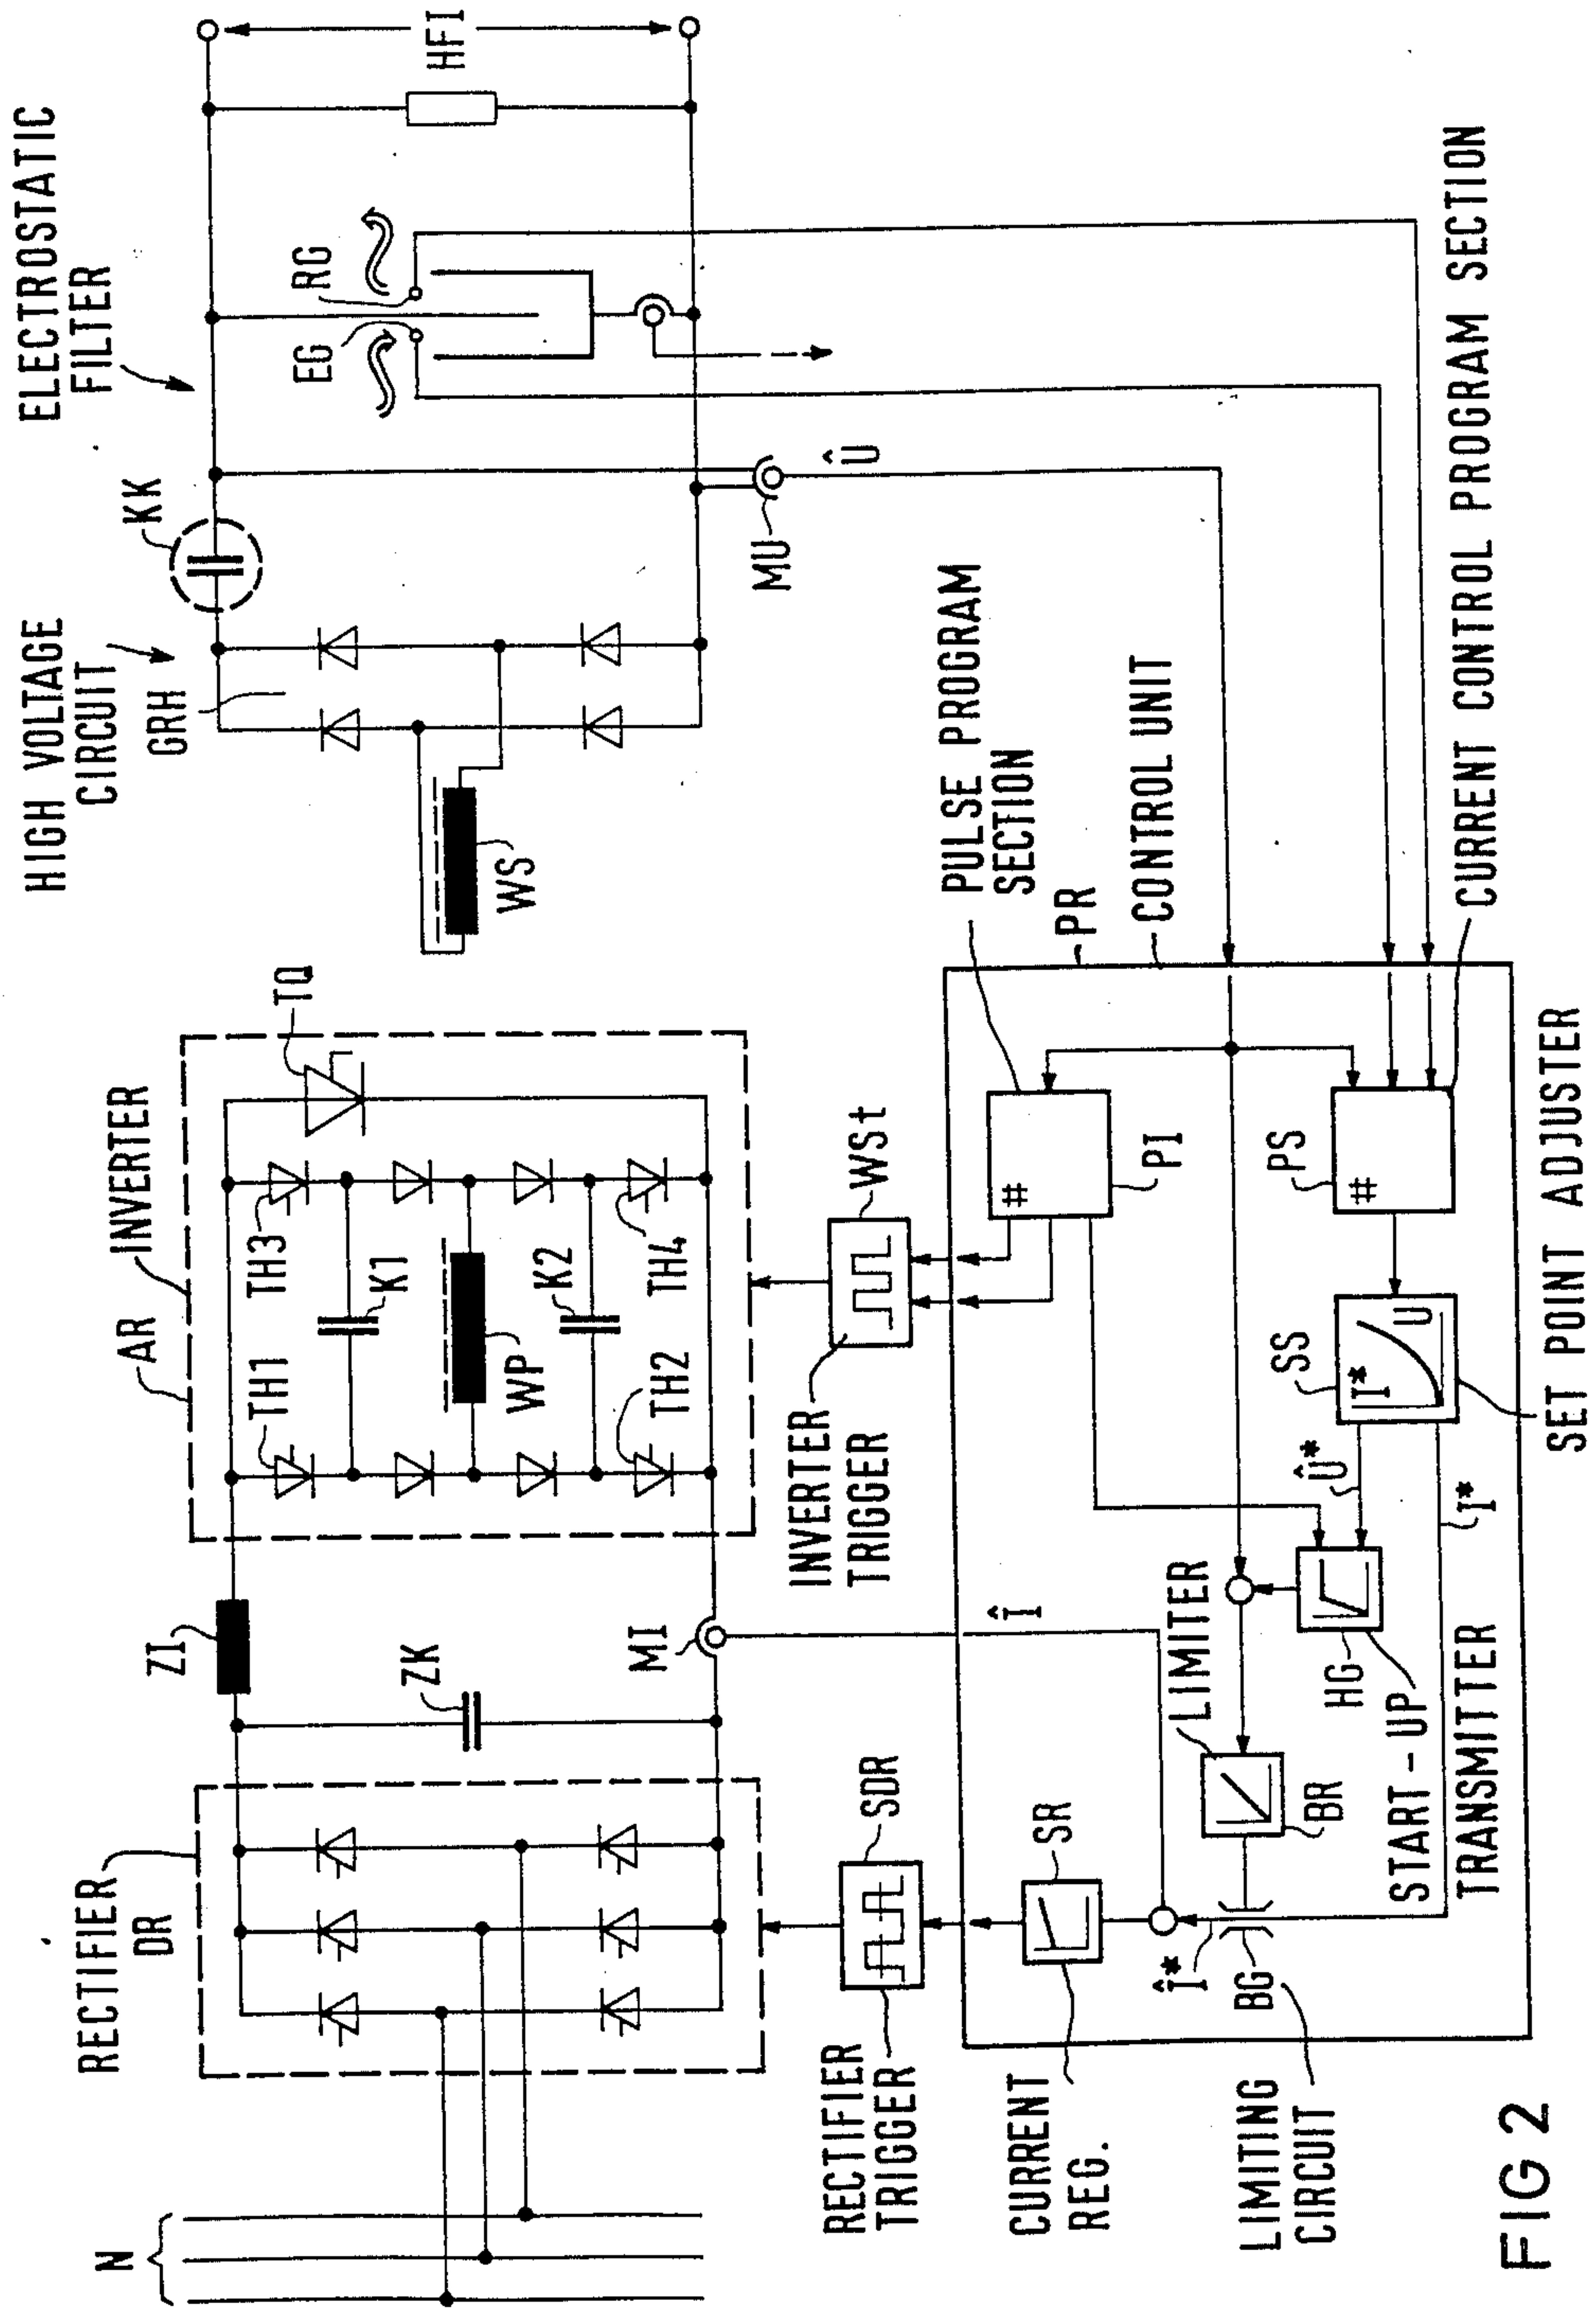 HIGH VOLTAGE
CIRCUIT
ELECTROSTATIC
FILTER
RECTIFIER
DR
AR
INVERTER
N
ZI
ZK
MI
TH1
TH2
TH3
TH4
K1
K2
WP
TQ
WS
GRH
KK
EG
RG
HFI
MU
Û
RECTIFIER
TRIGGER
SDR
INVERTER
TRIGGER
WSt
PULSE PROGRAM
SECTION
PR
CONTROL UNIT
CURRENT
REG.
SR
Î
Î*
BG
LIMITING
CIRCUIT
LIMITER
BR
HG
START-UP
TRANSMITTER
Û*
I*
SS
I*
U
#
PI
PS
#
SET POINT ADJUSTER
CURRENT CONTROL PROGRAM SECTION
FIG 2